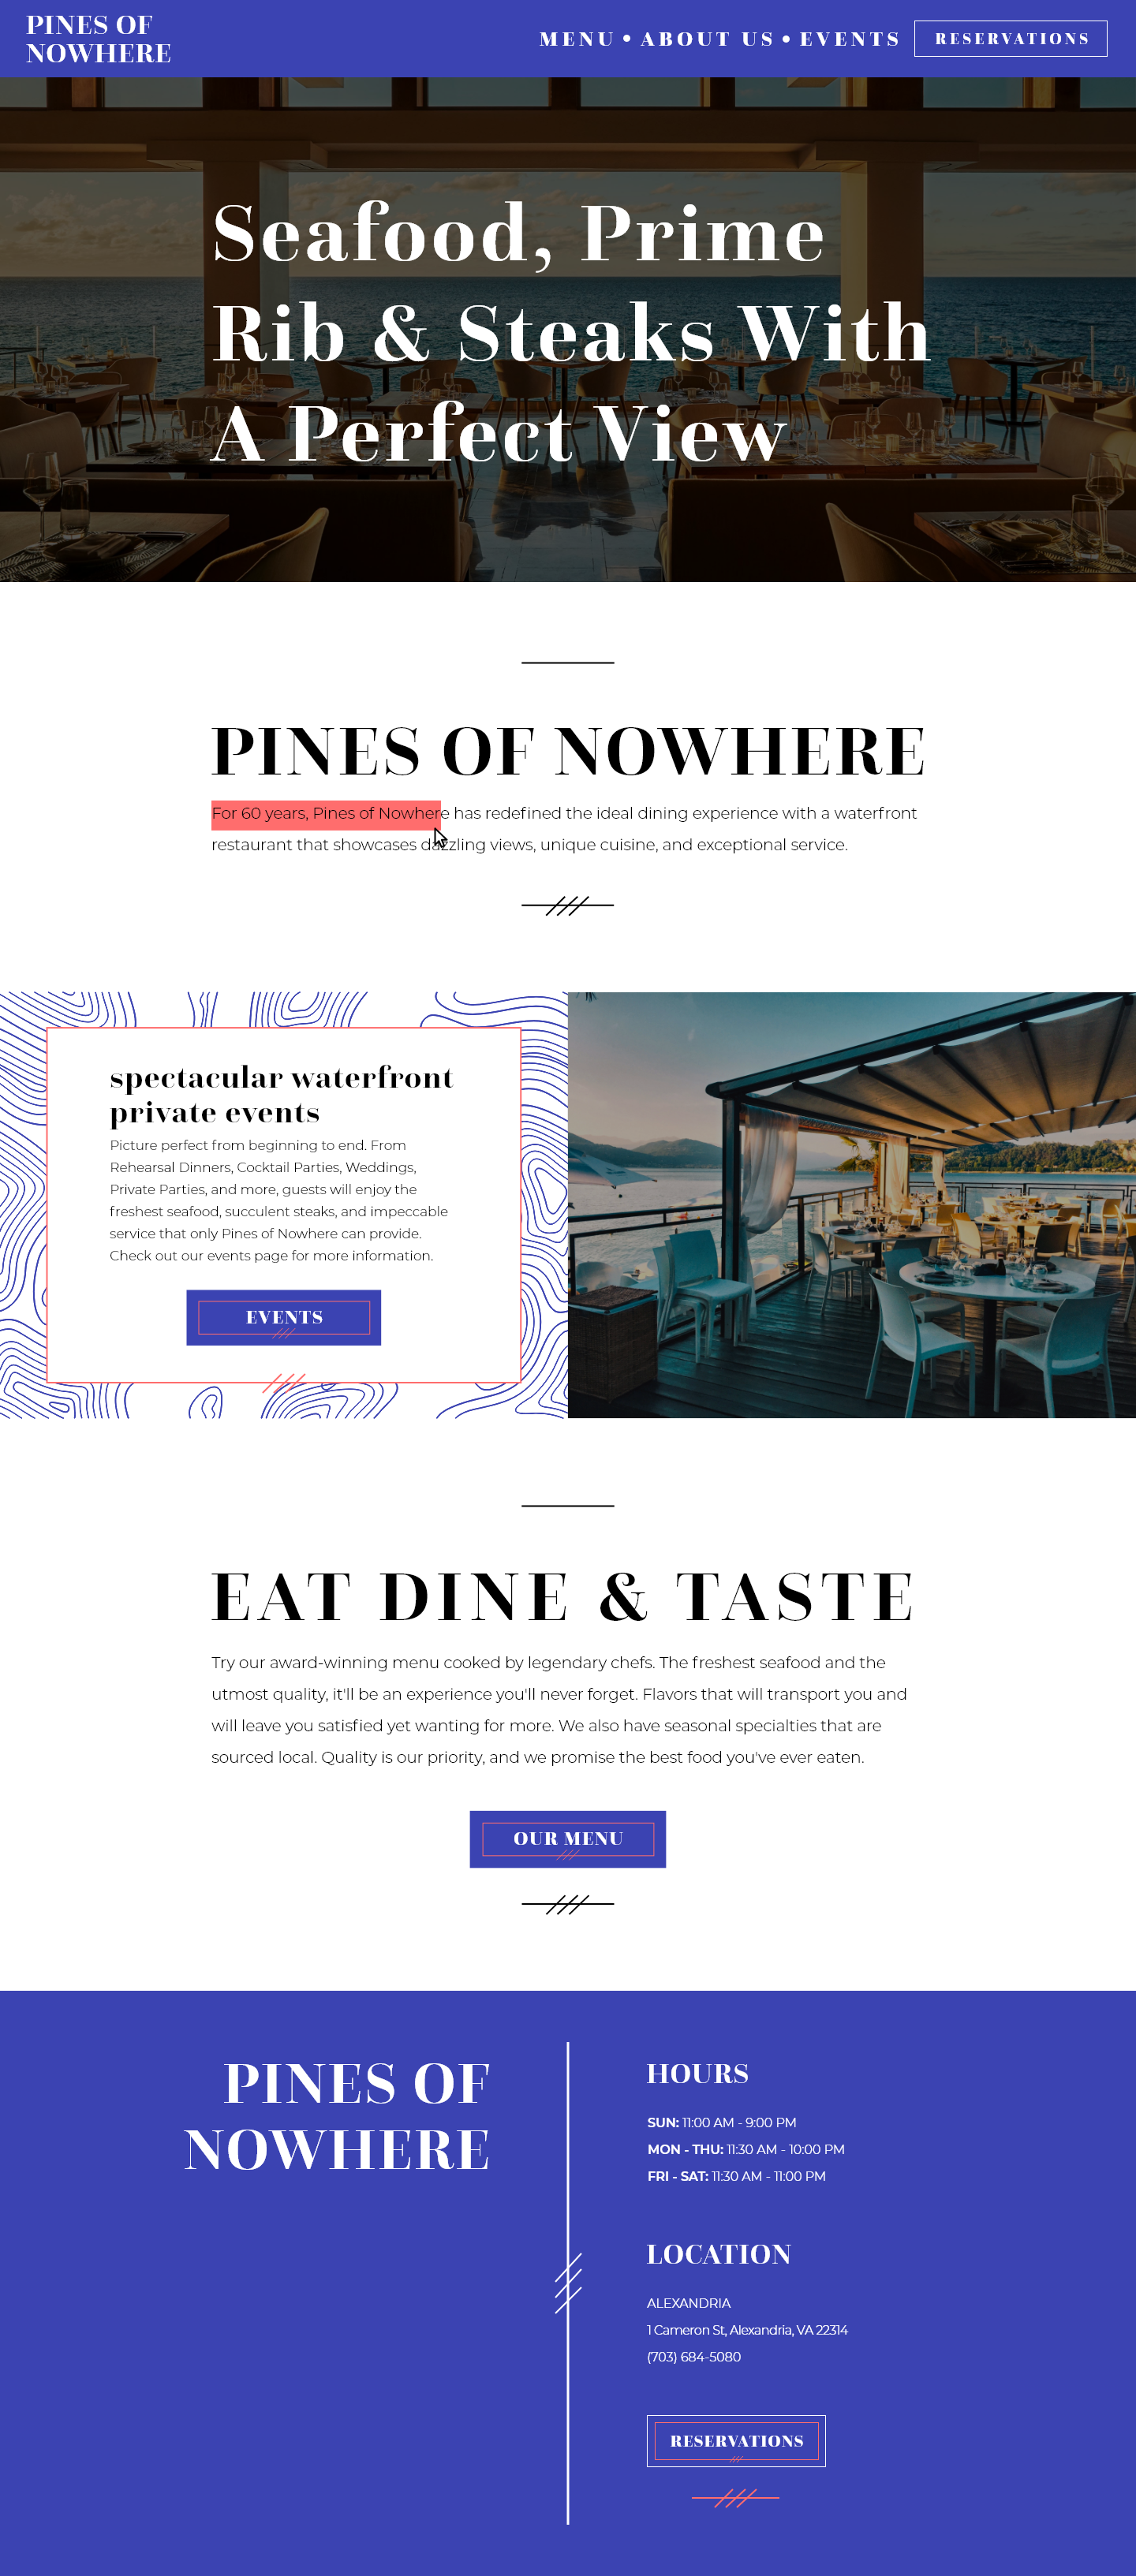 PINES OF
NOWHERE
MENU • ABOUT US • EVENTS
RESERVATIONS
Seafood, Prime
Rib & Steaks With
A Perfect View
PINES OF NOWHERE
For 60 years, Pines of Nowhere has redefined the ideal dining experience with a waterfront
restaurant that showcases dazzling views, unique cuisine, and exceptional service.
spectacular waterfront
private events
Picture perfect from beginning to end. From
Rehearsal Dinners, Cocktail Parties, Weddings,
Private Parties, and more, guests will enjoy the
freshest seafood, succulent steaks, and impeccable
service that only Pines of Nowhere can provide.
Check out our events page for more information.
EVENTS
EAT DINE & TASTE
Try our award-winning menu cooked by legendary chefs. The freshest seafood and the
utmost quality, it'll be an experience you'll never forget. Flavors that will transport you and
will leave you satisfied yet wanting for more. We also have seasonal specialties that are
sourced local. Quality is our priority, and we promise the best food you've ever eaten.
OUR MENU
PINES OF
NOWHERE
HOURS
SUN: 11:00 AM - 9:00 PM
MON - THU: 11:30 AM - 10:00 PM
FRI - SAT: 11:30 AM - 11:00 PM
LOCATION
ALEXANDRIA
1 Cameron St, Alexandria, VA 22314
(703) 684-5080
RESERVATIONS